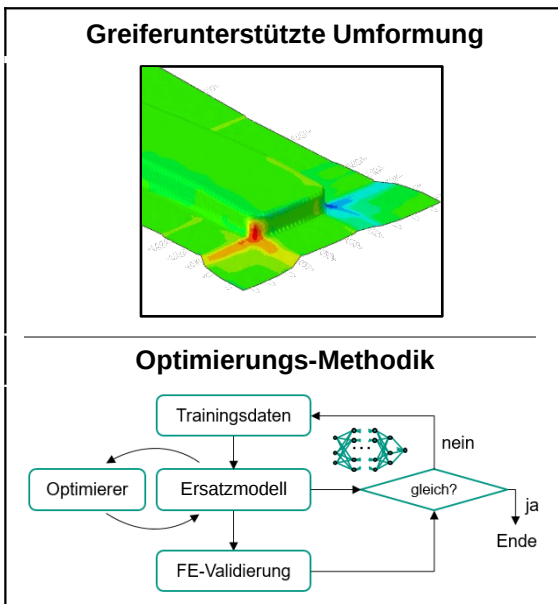 Greiferunterstützte Umformung
Optimierungs-Methodik
Trainingsdaten
nein
Optimierer
Ersatzmodell
gleich?
ja
Ende
FE-Validierung